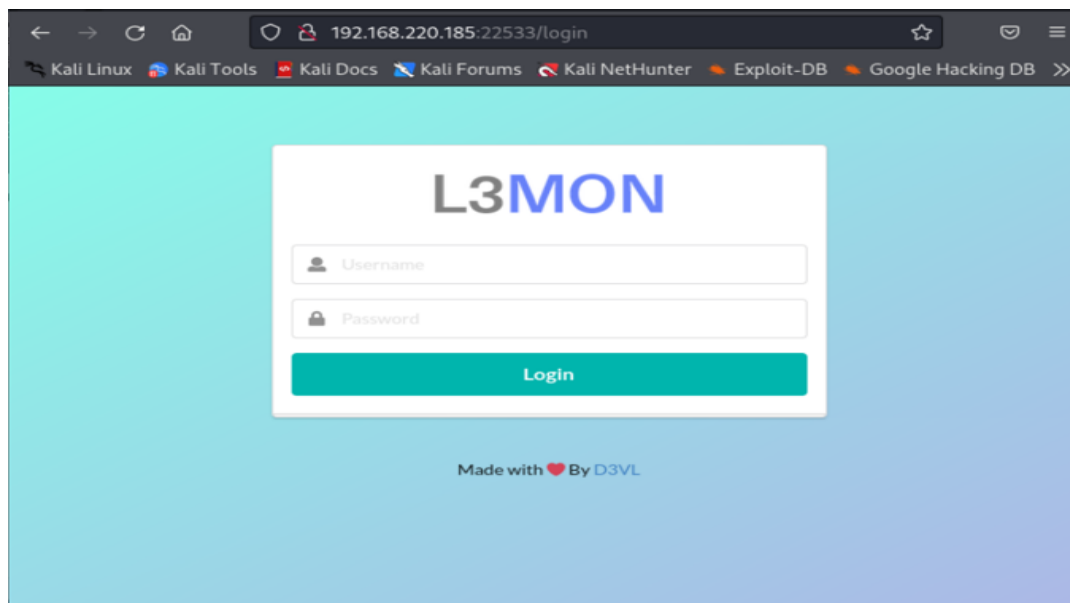 192.168.220.185:22533/login
Kali Linux Kali Tools Kali Docs Kali Forums Kali NetHunter Exploit-DB Google Hacking DB
L3MON
Username
Password
Login
Made with ❤ By D3VL